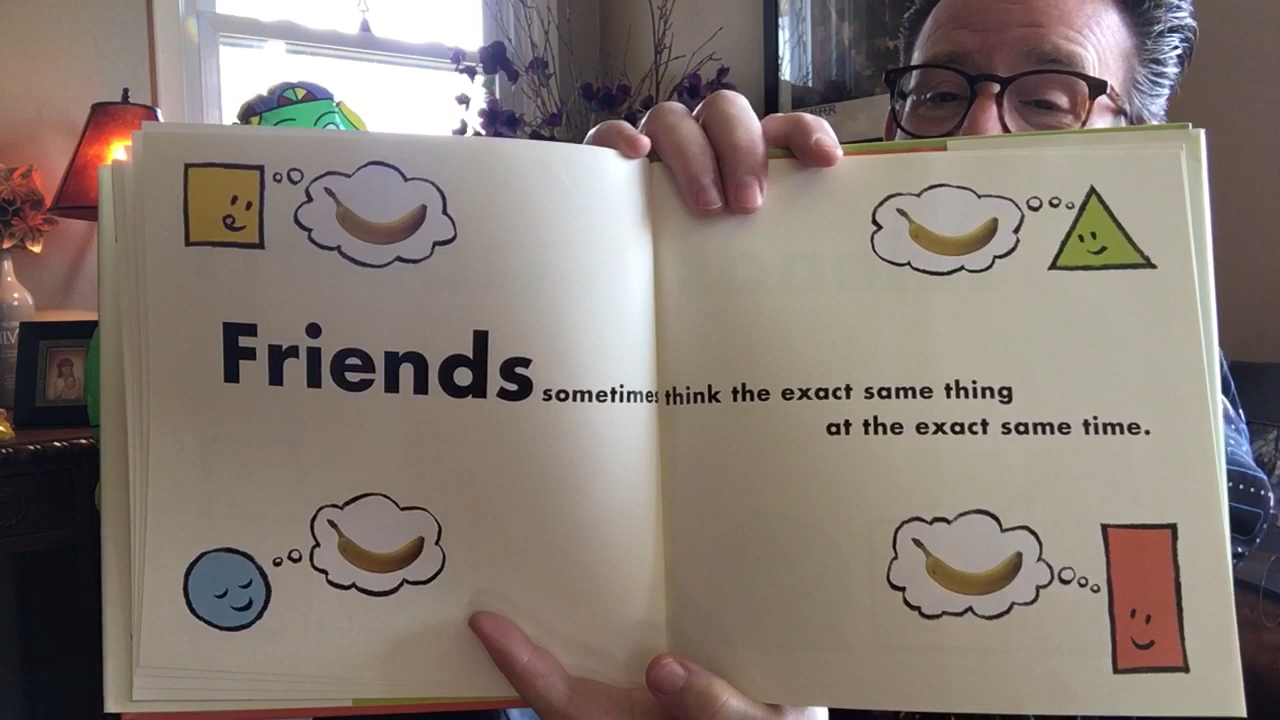 Friends sometimes think the exact same thing
at the exact same time.